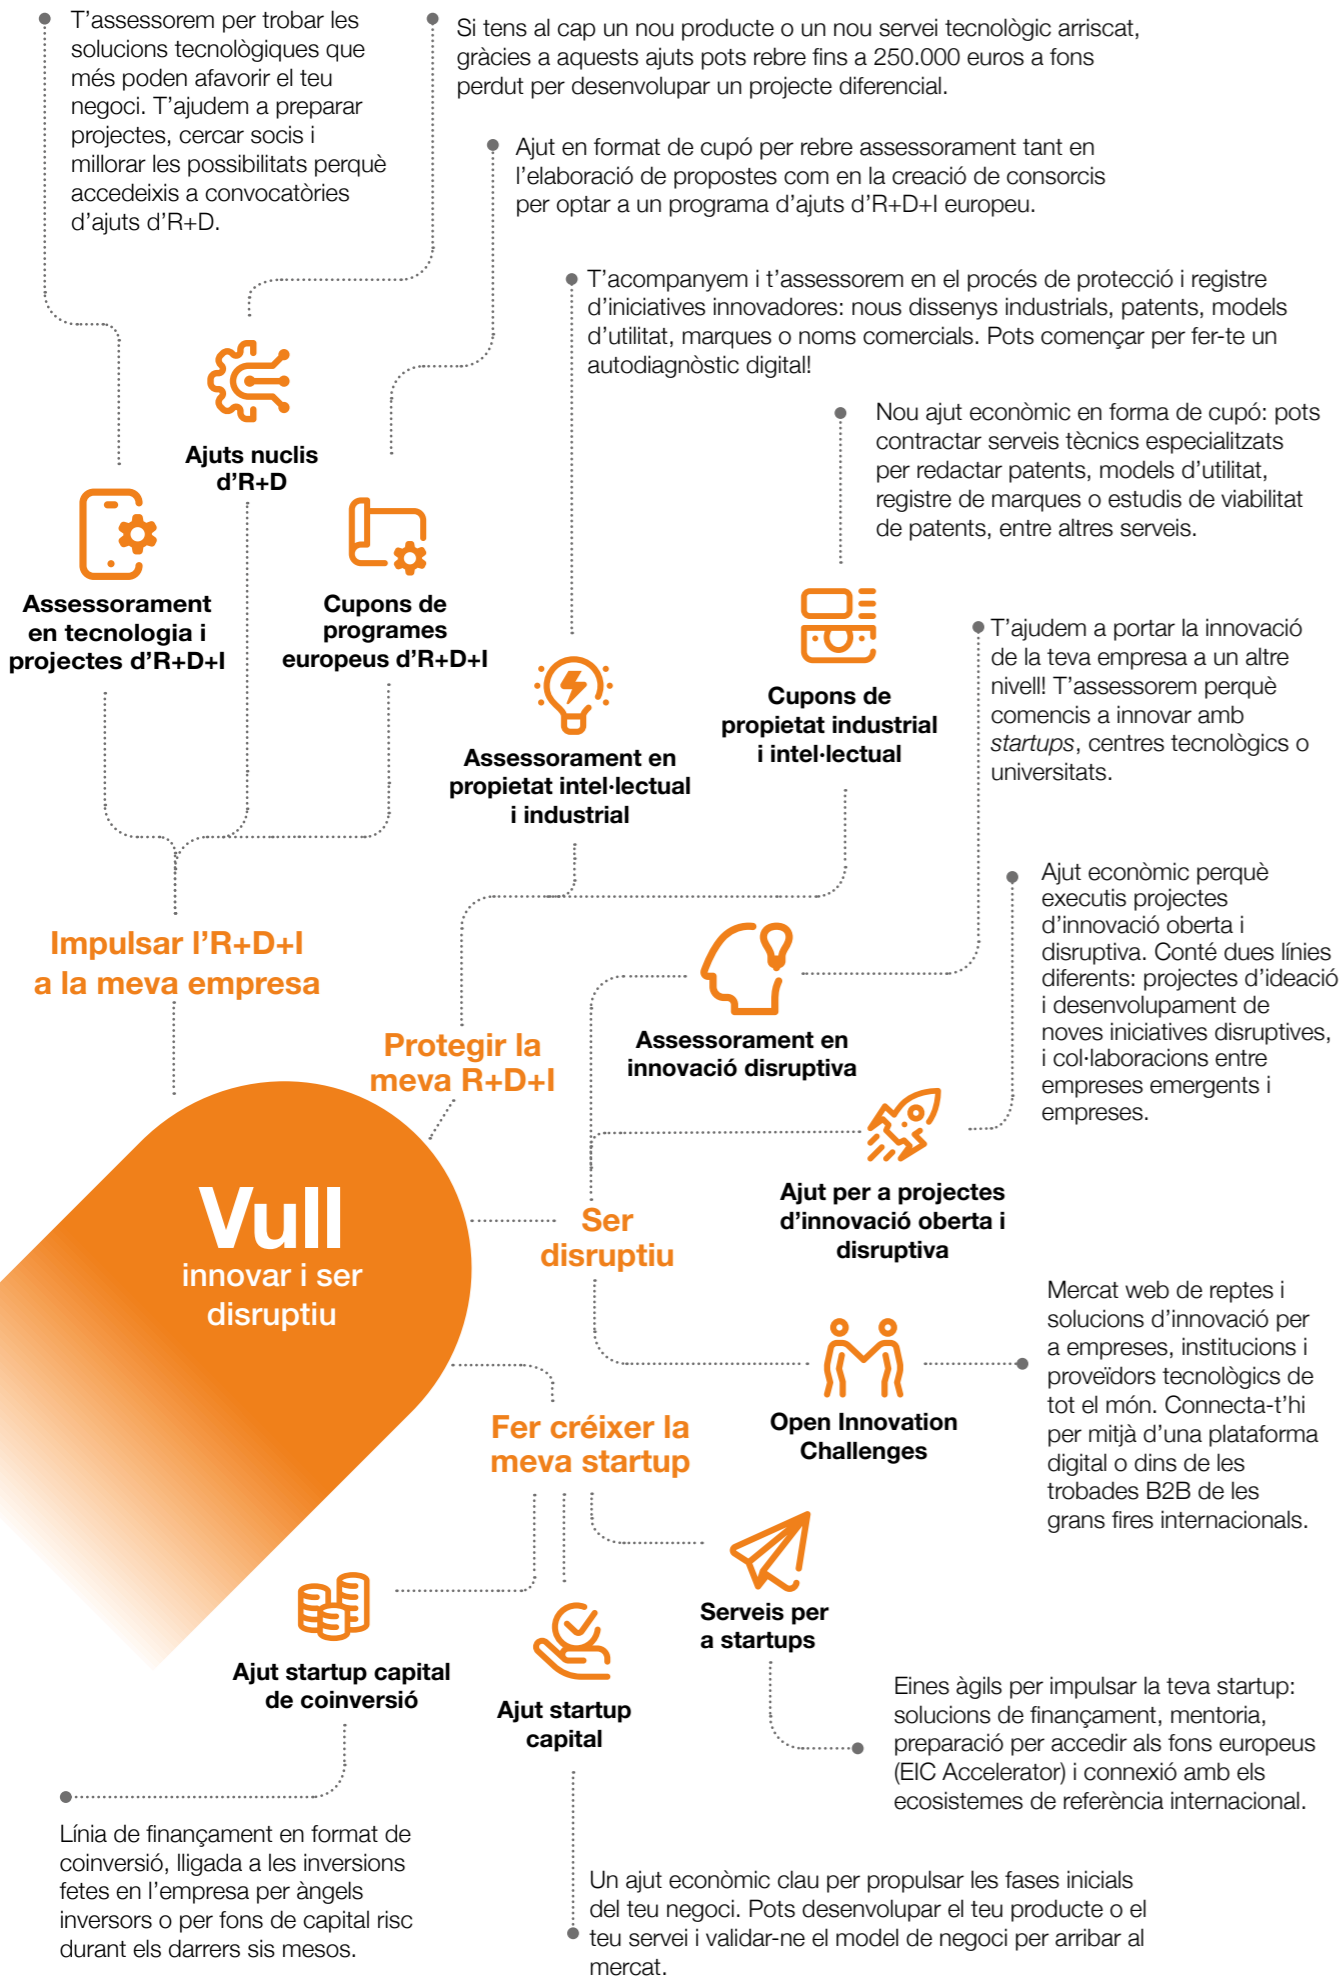 T’assessorem per trobar les
solucions tecnològiques que
més poden afavorir el teu
negoci. T’ajudem a preparar
projectes, cercar socis i
millorar les possibilitats perquè
accedeixis a convocatòries
d’ajuts d’R+D.
Si tens al cap un nou producte o un nou servei tecnològic arriscat,
gràcies a aquests ajuts pots rebre fins a 250.000 euros a fons
perdut per desenvolupar un projecte diferencial.
Ajut en format de cupó per rebre assessorament tant en
l’elaboració de propostes com en la creació de consorcis
per optar a un programa d’ajuts d’R+D+I europeu.
T’acompanyem i t’assessorem en el procés de protecció i registre
d’iniciatives innovadores: nous dissenys industrials, patents, models
d’utilitat, marques o noms comercials. Pots començar per fer-te un
autodiagnòstic digital!
Nou ajut econòmic en forma de cupó: pots
contractar serveis tècnics especialitzats
per redactar patents, models d’utilitat,
registre de marques o estudis de viabilitat
de patents, entre altres serveis.
Ajuts nuclis
d’R+D
Assessorament
en tecnologia i
projectes d’R+D+I
Cupons de
programes
europeus d’R+D+I
Assessorament en
propietat intel·lectual
i industrial
Cupons de
propietat industrial
i intel·lectual
T’ajudem a portar la innovació
de la teva empresa a un altre
nivell! T’assessorem perquè
comencis a innovar amb
startups, centres tecnològics o
universitats.
Impulsar l’R+D+I
a la meva empresa
Protegir la
meva R+D+I
Assessorament en
innovació disruptiva
Ajut econòmic perquè
executis projectes
d’innovació oberta i
disruptiva. Conté dues línies
diferents: projectes d’ideació
i desenvolupament de
noves iniciatives disruptives,
i col·laboracions entre
empreses emergents i
empreses.
Vull
innovar i ser
disruptiu
Ser
disruptiu
Ajut per a projectes
d’innovació oberta i
disruptiva
Open Innovation
Challenges
Mercat web de reptes i
solucions d’innovació per
a empreses, institucions i
proveïdors tecnològics de
tot el món. Connecta-t’hi
per mitjà d’una plataforma
digital o dins de les
trobades B2B de les
grans fires internacionals.
Fer créixer la
meva startup
Ajut startup capital
de coinversió
Ajut startup
capital
Serveis per
a startups
Eines àgils per impulsar la teva startup:
solucions de finançament, mentoria,
preparació per accedir als fons europeus
(EIC Accelerator) i connexió amb els
ecosistemes de referència internacional.
Línia de finançament en format de
coinversió, lligada a les inversions
fetes en l’empresa per àngels
inversors o per fons de capital risc
durant els darrers sis mesos.
Un ajut econòmic clau per propulsar les fases inicials
del teu negoci. Pots desenvolupar el teu producte o el
teu servei i validar-ne el model de negoci per arribar al
mercat.